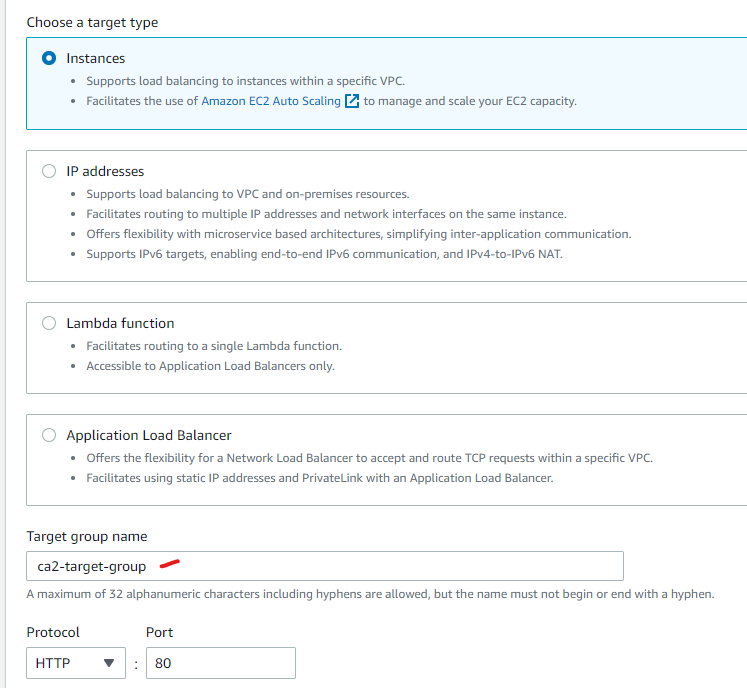 Choose a target type
Instances
• Supports load balancing to instances within a specific VPC.
• Facilitates the use of Amazon EC2 Auto Scaling to manage and scale your EC2 capacity.
IP addresses
• Supports load balancing to VPC and on-premises resources.
• Facilitates routing to multiple IP addresses and network interfaces on the same instance.
• Offers flexibility with microservice based architectures, simplifying inter-application communication.
• Supports IPv6 targets, enabling end-to-end IPv6 communication, and IPv4-to-IPv6 NAT.
Lambda function
• Facilitates routing to a single Lambda function.
• Accessible to Application Load Balancers only.
Application Load Balancer
• Offers the flexibility for a Network Load Balancer to accept and route TCP requests within a specific VPC.
• Facilitates using static IP addresses and PrivateLink with an Application Load Balancer.
Target group name
ca2-target-group
A maximum of 32 alphanumeric characters including hyphens are allowed, but the name must not begin or end with a hyphen.
Protocol Port
HTTP : 80